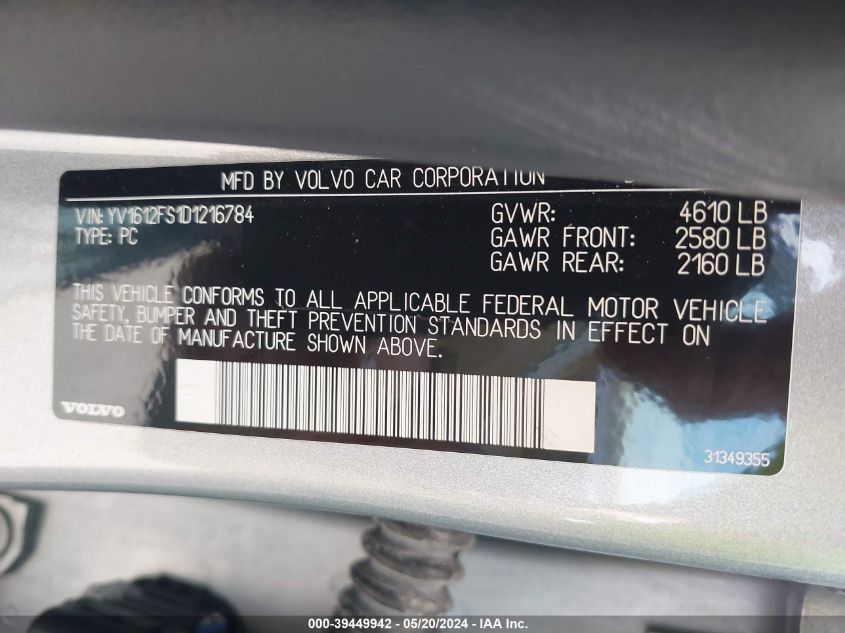 MFD BY VOLVO CAR CORPORATION
VIN: YV1612FS1D1216784
TYPE: PC
GVWR: 4610 LB
GAWR FRONT: 2580 LB
GAWR REAR: 2160 LB
THIS VEHICLE CONFORMS TO ALL APPLICABLE FEDERAL MOTOR VEHICLE
SAFETY, BUMPER AND THEFT PREVENTION STANDARDS IN EFFECT ON
THE DATE OF MANUFACTURE SHOWN ABOVE.
VOLVO
31349355
000-39449942 - 05/20/2024 - IAA Inc.